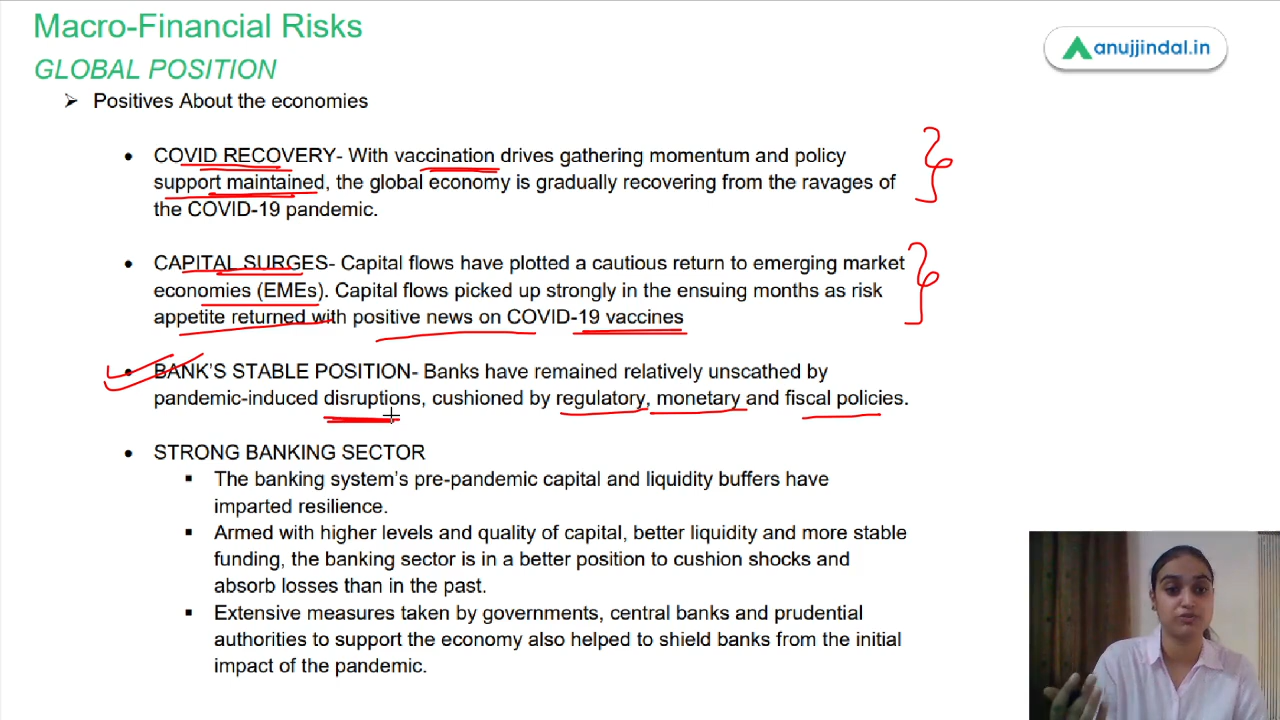 Macro-Financial Risks
anujjindal.in
GLOBAL POSITION
➢ Positives About the economies
• COVID RECOVERY- With vaccination drives gathering momentum and policy
support maintained, the global economy is gradually recovering from the ravages of
the COVID-19 pandemic.
• CAPITAL SURGES- Capital flows have plotted a cautious return to emerging market
economies (EMEs). Capital flows picked up strongly in the ensuing months as risk
appetite returned with positive news on COVID-19 vaccines
• BANK'S STABLE POSITION- Banks have remained relatively unscathed by
pandemic-induced disruptions, cushioned by regulatory, monetary and fiscal policies.
• STRONG BANKING SECTOR
▪ The banking system's pre-pandemic capital and liquidity buffers have
imparted resilience.
▪ Armed with higher levels and quality of capital, better liquidity and more stable
funding, the banking sector is in a better position to cushion shocks and
absorb losses than in the past.
▪ Extensive measures taken by governments, central banks and prudential
authorities to support the economy also helped to shield banks from the initial
impact of the pandemic.